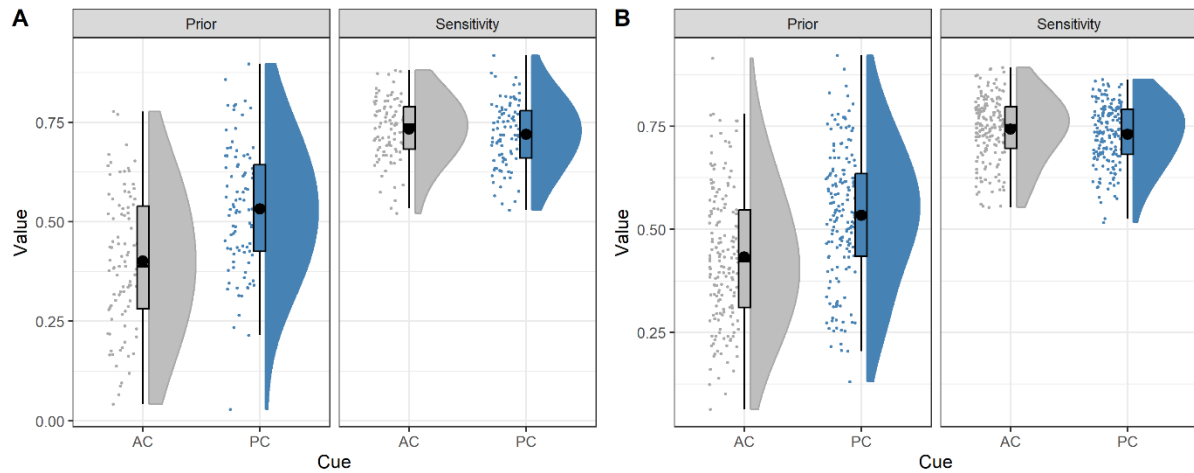 A
Prior
Sensitivity
Value
0.75
0.50
0.25
0.00
AC
PC
AC
PC
Cue
B
Prior
Sensitivity
Value
0.75
0.50
0.25
AC
PC
AC
PC
Cue